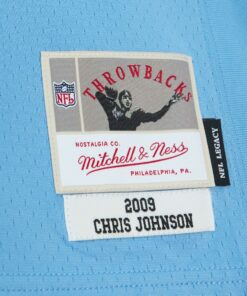 THROWBACKS
NFL
NOSTALGIA CO.
Mitchell & Ness
PHILADELPHIA, PA.
NFL LEGACY
2009
CHRIS JOHNSON